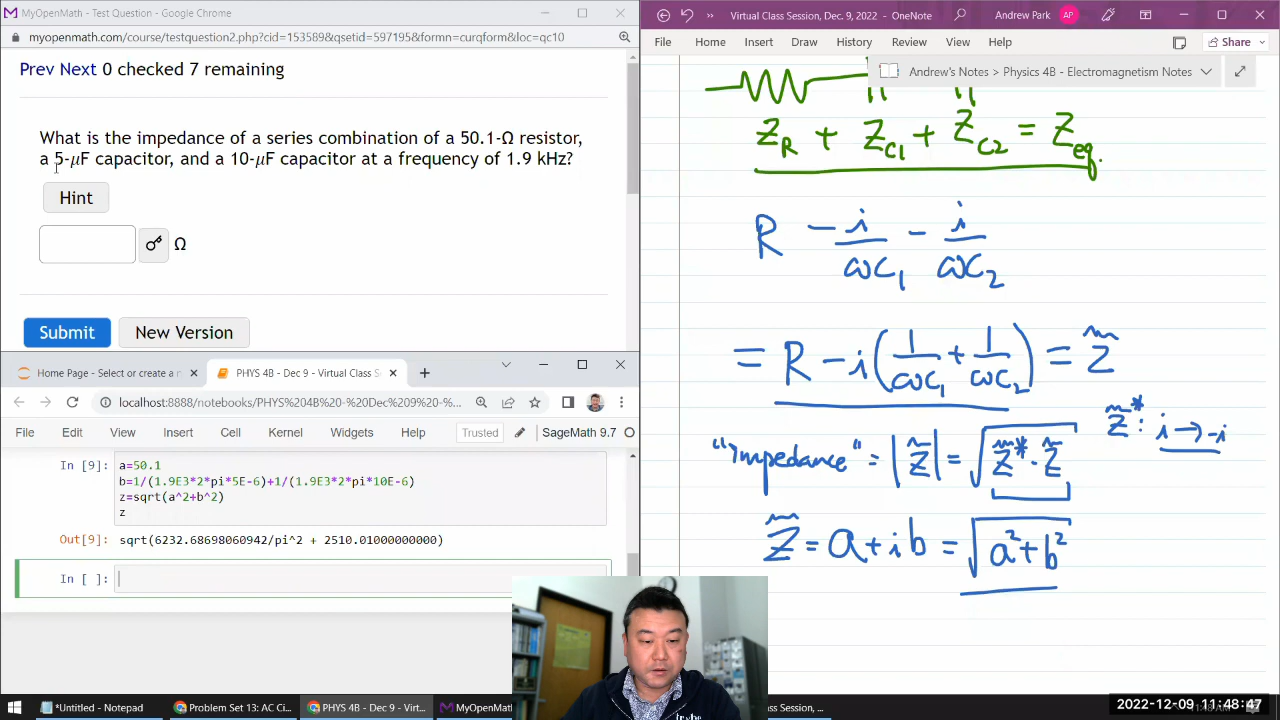 MyOpenMath - Test Question - Google Chrome
myopenmath.com/course/testquestion2.php?cid=153589&qsetid=597195&formn=curqform&loc=qc10
Prev Next 0 checked 7 remaining
What is the impedance of a series combination of a 50.1-Ω resistor,
a 5-μF capacitor, and a 10-μF capacitor at a frequency of 1.9 kHz?
Hint
Ω
Submit New Version
Home Page - Select or create a n
PHYS 4B - Dec 9 - Virtual Class S
localhost:888
notebooks/PHYS%204B%20-%20Dec%209%20-%...
File Edit View Insert Cell Kernel Widgets Help Trusted SageMath 9.7
In [9]: a=50.1
b=1/(1.9E3*2*pi*5E-6)+1/(1.9E3*2*pi*10E-6)
z=sqrt(a^2+b^2)
z
Out[9]: sqrt(6232.68698060942/pi^2 + 2510.01000000000)
In [ ]:
Virtual Class Session, Dec. 9, 2022 - OneNote
Andrew Park AP
File Home Insert Draw History Review View Help Share
Andrew's Notes > Physics 4B - Electromagnetism Notes
Z_R + Z_C1 + Z_C2 = Z_eq.
R - i/ωC1 - i/ωC2
= R - i(1/ωC1 + 1/ωC2) = Z̃
Z̃* : i → -i
"Impedance" = |Z̃| = √(Z̃* · Z̃)
Z̃ = a + i b = √(a² + b²)
*Untitled - Notepad
Problem Set 13: AC Ci...
PHYS 4B - Dec 9 - Virt...
MyOpenMath
Session, ...
2022-12-09 11:48:47